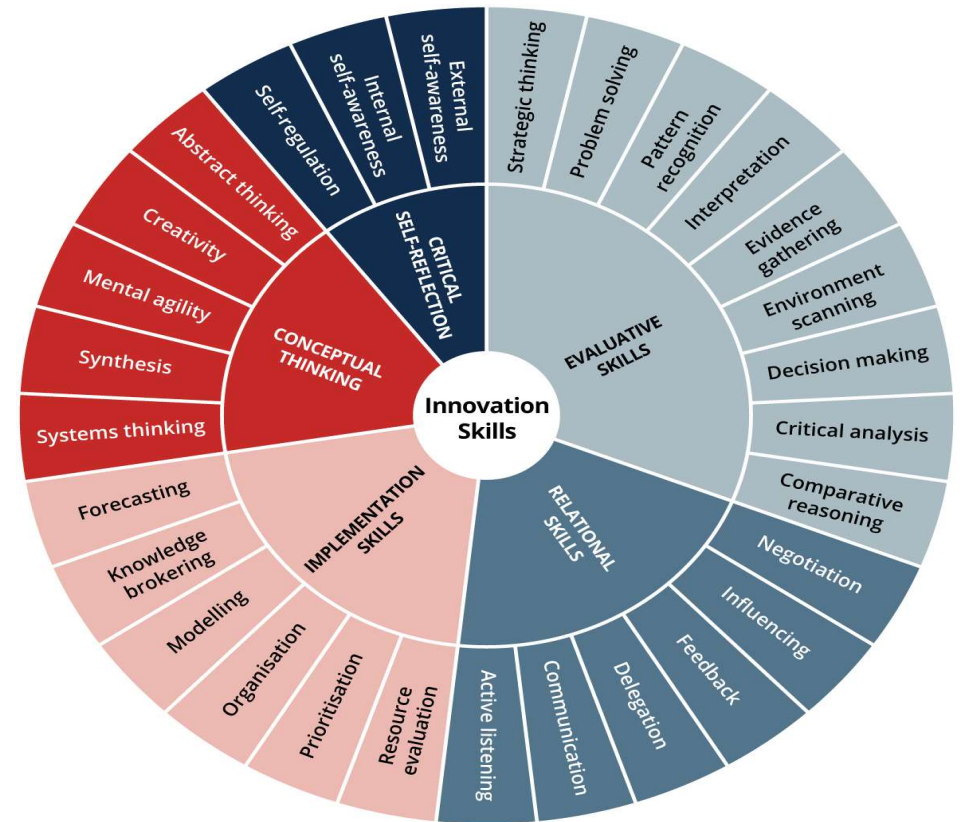 Innovation
Skills
EVALUATIVE
SKILLS
Strategic thinking
Problem solving
Pattern
recognition
Interpretation
Evidence
gathering
Environment
scanning
Decision making
Critical analysis
Comparative
reasoning
RELATIONAL
SKILLS
Negotiation
Influencing
Feedback
Delegation
Communication
Active listening
IMPLEMENTATION
SKILLS
Resource
evaluation
Prioritisation
Organisation
Modelling
Knowledge
brokering
Forecasting
CONCEPTUAL
THINKING
Systems thinking
Synthesis
Mental agility
Creativity
Abstract thinking
CRITICAL
SELF-REFLECTION
Self-regulation
Internal
self-awareness
External
self-awareness